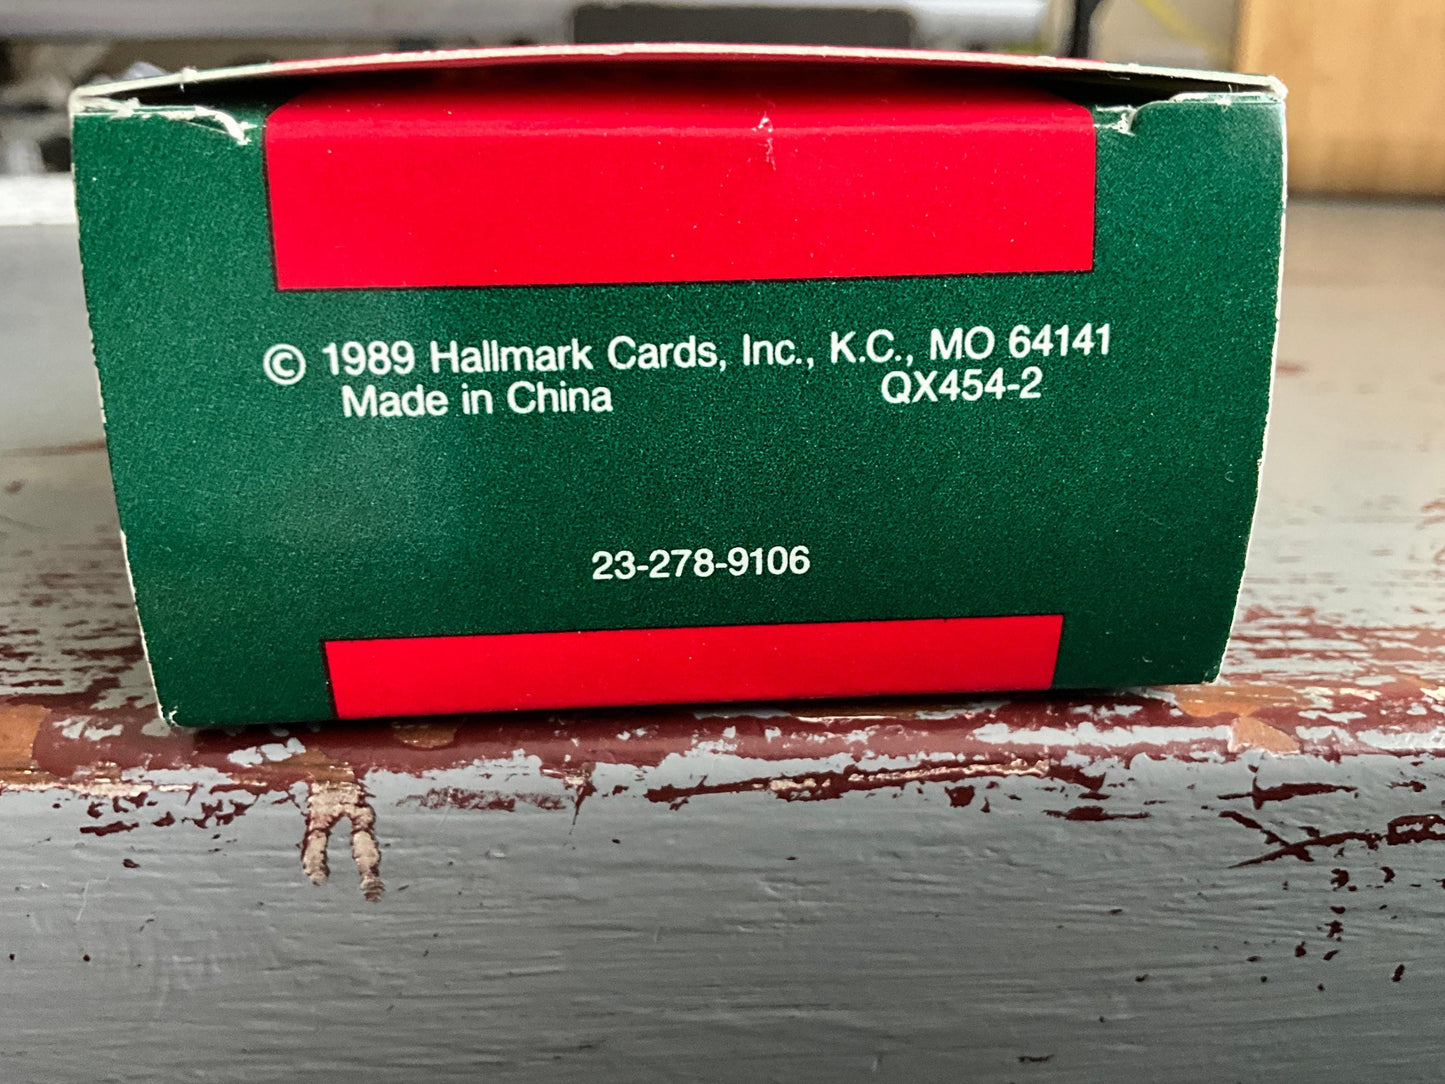 © 1989 Hallmark Cards, Inc., K.C., MO 64141
Made in China QX454-2
23-278-9106